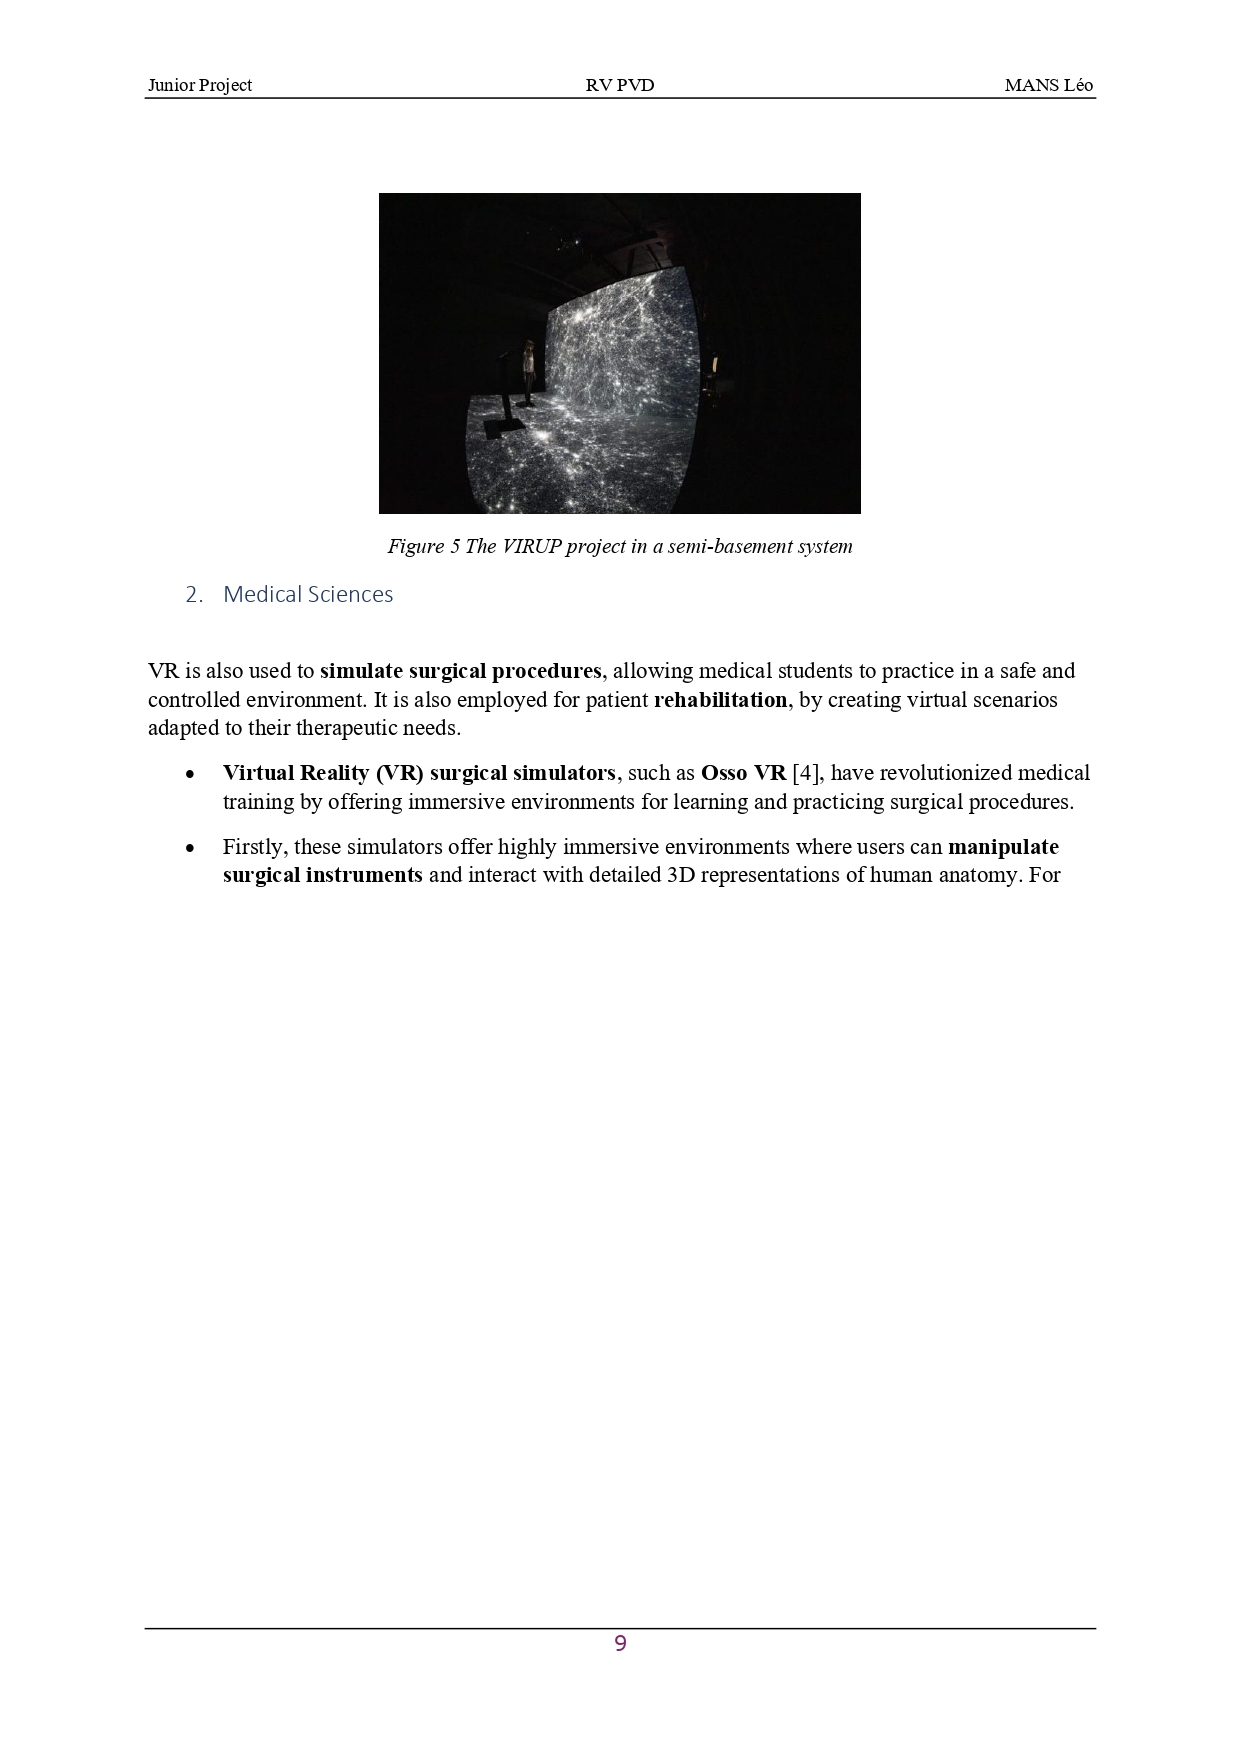 Junior Project RV PVD MANS Léo
Figure 5 The VIRUP project in a semi-basement system
2. Medical Sciences
VR is also used to simulate surgical procedures, allowing medical students to practice in a safe and
controlled environment. It is also employed for patient rehabilitation, by creating virtual scenarios
adapted to their therapeutic needs.
• Virtual Reality (VR) surgical simulators, such as Osso VR [4], have revolutionized medical
training by offering immersive environments for learning and practicing surgical procedures.
• Firstly, these simulators offer highly immersive environments where users can manipulate
surgical instruments and interact with detailed 3D representations of human anatomy. For
9